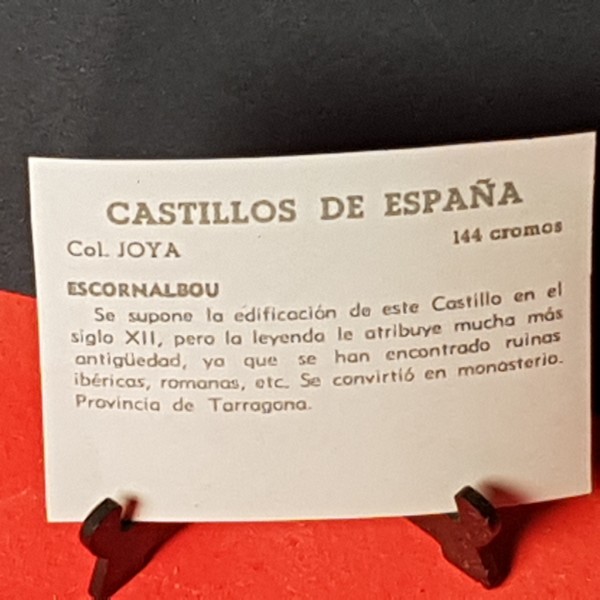 CASTILLOS DE ESPAÑA
Col. JOYA
144 cromos
ESCORNALBOU
Se supone la edificación de este Castillo en el
siglo XII, pero la leyenda le atribuye mucha más
antigüedad, ya que se han encontrado ruinas
ibéricas, romanas, etc. Se convirtió en monasterio.
Provincia de Tarragona.